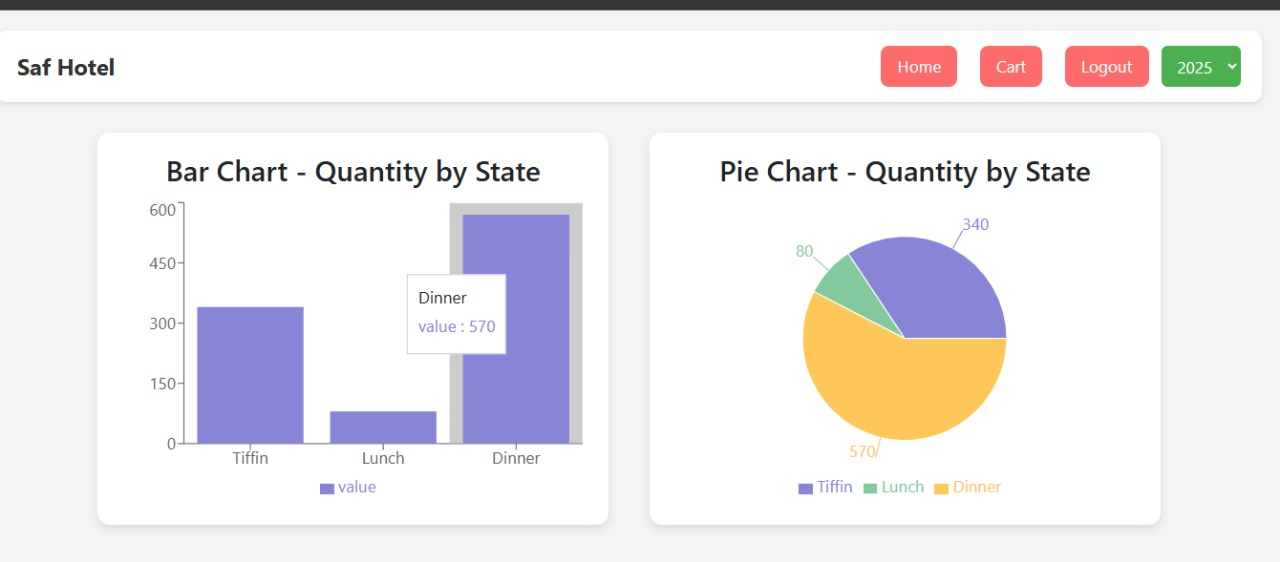 Saf Hotel
Home Cart Logout 2025
Bar Chart - Quantity by State
600
450
300
150
0
Tiffin Lunch Dinner
Dinner
value : 570
value
Pie Chart - Quantity by State
340
80
570
Tiffin Lunch Dinner